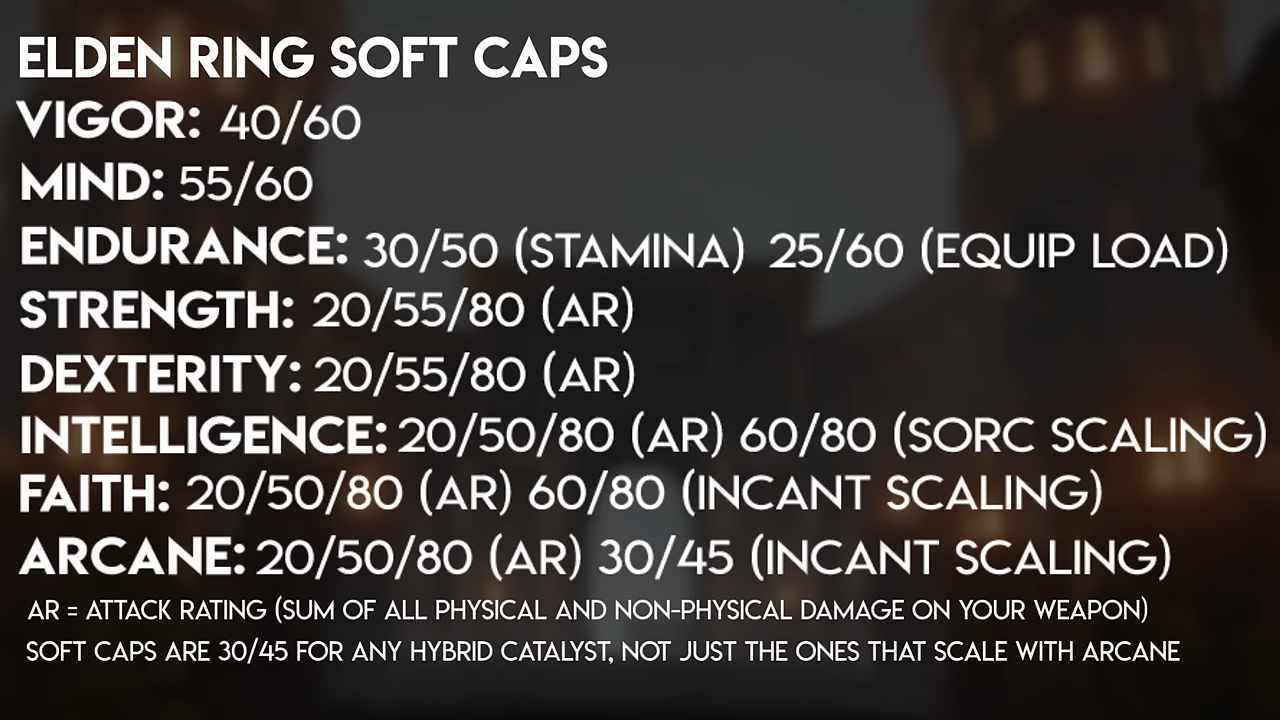 ELDEN RING SOFT CAPS
VIGOR: 40/60
MIND: 55/60
ENDURANCE: 30/50 (STAMINA) 25/60 (EQUIP LOAD)
STRENGTH: 20/55/80 (AR)
DEXTERITY: 20/55/80 (AR)
INTELLIGENCE: 20/50/80 (AR) 60/80 (SORC SCALING)
FAITH: 20/50/80 (AR) 60/80 (INCANT SCALING)
ARCANE: 20/50/80 (AR) 30/45 (INCANT SCALING)
AR = ATTACK RATING (SUM OF ALL PHYSICAL AND NON-PHYSICAL DAMAGE ON YOUR WEAPON)
SOFT CAPS ARE 30/45 FOR ANY HYBRID CATALYST, NOT JUST THE ONES THAT SCALE WITH ARCANE